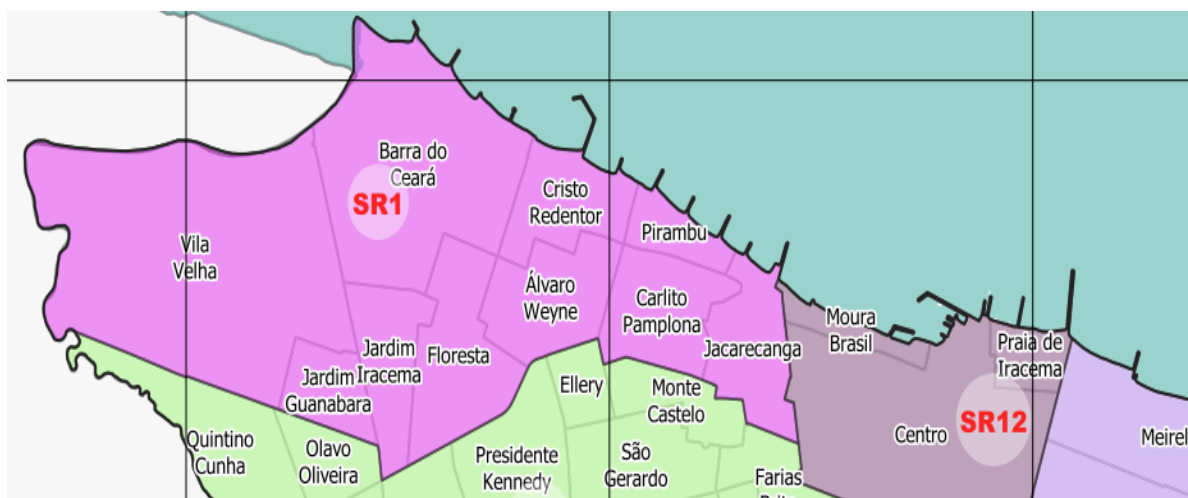 Barra do
Ceará
SR1
Cristo
Redentor
Pirambu
Vila
Velha
Álvaro
Weyne
Carlito
Pamplona
Moura
Brasil
Praia de
Iracema
Jacarecanga
Jardim
Iracema
Floresta
Jardim
Guanabara
Ellery
Monte
Castelo
SR12
Centro
Meirel
Quintino
Cunha
Olavo
Oliveira
Presidente
Kennedy
São
Gerardo
Farias